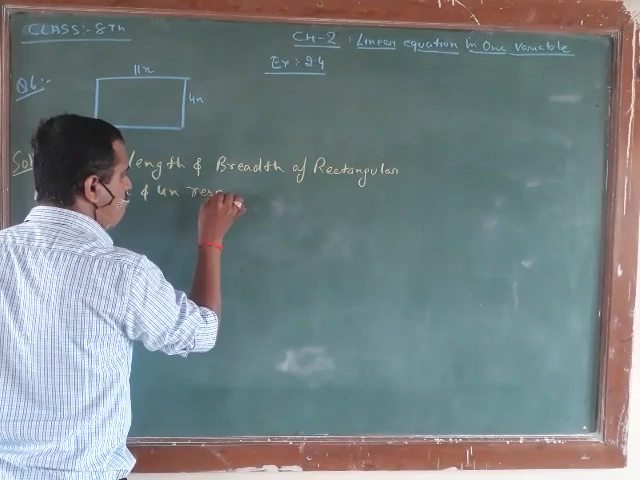 CLASS:- 8TH
CH-2 : Linear equation in One Variable
Ex:- 2.4
Q6:-
11x
4x
Sol
length & Breadth of Rectangular
& 4x resp